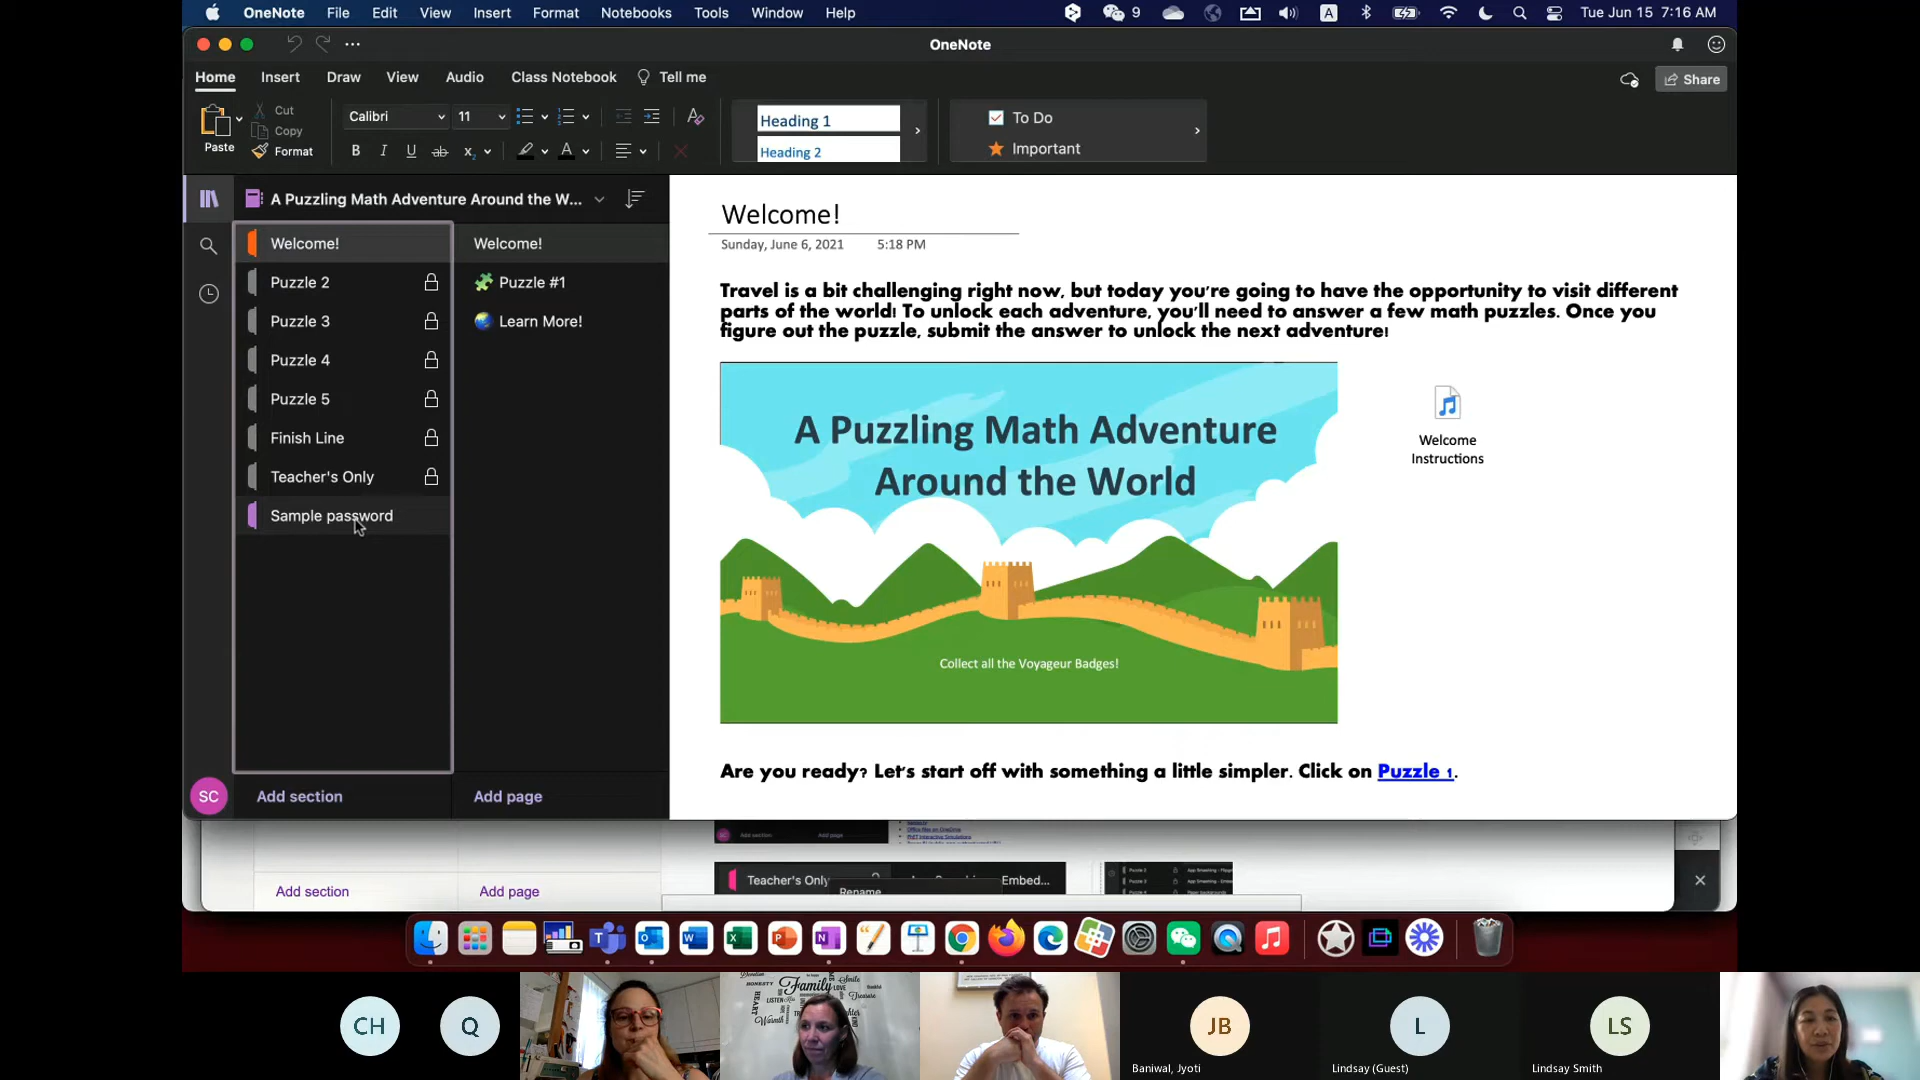 OneNote File Edit View Insert Format Notebooks Tools Window Help 9 A Tue Jun 15 7:16 AM
OneNote
Home Insert Draw View Audio Class Notebook Tell me Share
Paste
Cut
Copy
Format
Calibri 11
B I U ab x A
Heading 1
Heading 2
To Do
Important
A Puzzling Math Adventure Around the W...
Welcome!
Puzzle 2
Puzzle 3
Puzzle 4
Puzzle 5
Finish Line
Teacher's Only
Sample password
Welcome!
Puzzle #1
Learn More!
SC
Add section Add page
Welcome!
Sunday, June 6, 2021 5:18 PM
Travel is a bit challenging right now, but today you're going to have the opportunity to visit different
parts of the world! To unlock each adventure, you'll need to answer a few math puzzles. Once you
figure out the puzzle, submit the answer to unlock the next adventure!
A Puzzling Math Adventure
Around the World
Collect all the Voyageur Badges!
Welcome
Instructions
Are you ready? Let's start off with something a little simpler. Click on Puzzle 1.
Add section Add page
Teacher's Only
Rename
Embed...
CH
Q
Family
JB
Baniwal, Jyoti
L
Lindsay (Guest)
LS
Lindsay Smith